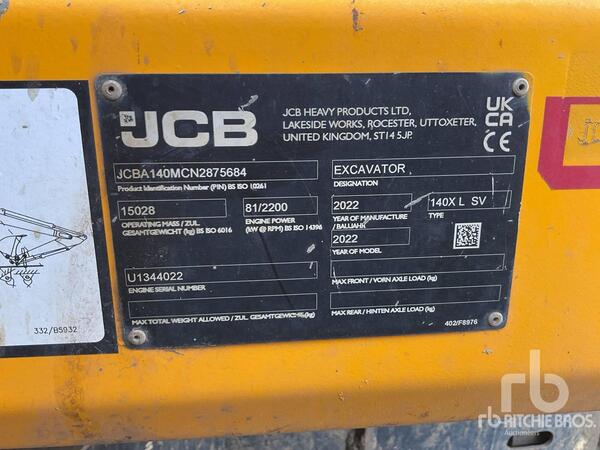 JCB
JCB HEAVY PRODUCTS LTD,
LAKESIDE WORKS, ROCESTER, UTTOXETER,
UNITED KINGDOM, ST14 5JP.
UK
CA
CE
JCBA140MCN2875684
Product Identification Number (PIN) BS ISO 10261
EXCAVATOR
DESIGNATION
15028
OPERATING MASS / ZUL.
GESAMTGEWICHT (kg) BS ISO 6016
81/2200
ENGINE POWER
(kW @ RPM) BS ISO 14396
2022
YEAR OF MANUFACTURE
/ BALIJAHR
140X L SV
TYPE
2022
YEAR OF MODEL
U1344022
ENGINE SERIAL NUMBER
MAX FRONT / VORN AXLE LOAD (kg)
MAX TOTAL WEIGHT ALLOWED / ZUL. GESAMTGEWICHT(kg)
MAX REAR / HINTEN AXLE LOAD (kg)
402/F8976
332/B5932
rb
rb RITCHIE BROS.
Auctioneers